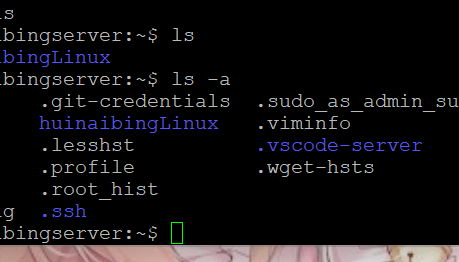 ls
ibingserver:~$ ls
ibingLinux
ibingserver:~$ ls -a
.git-credentials .sudo_as_admin_su
huinaibingLinux .viminfo
.lesshst .vscode-server
.profile .wget-hsts
.root_hist
g .ssh
ibingserver:~$